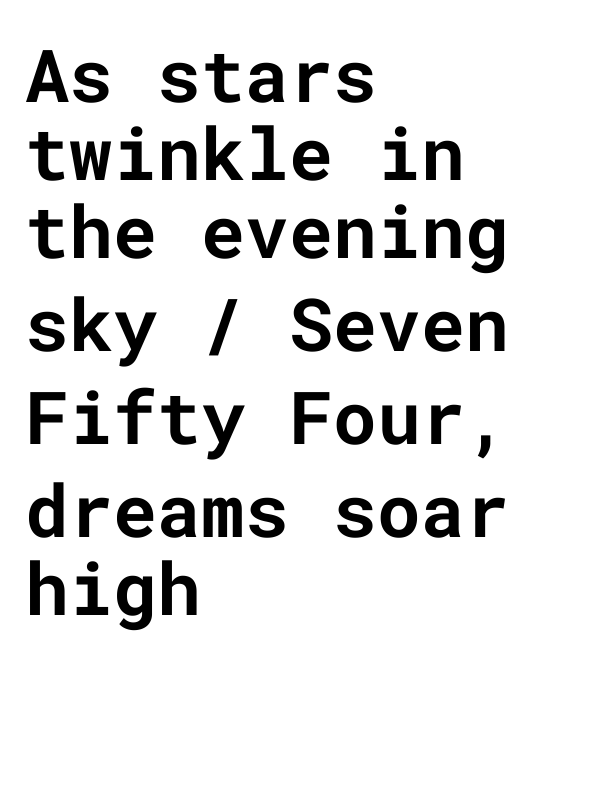 As stars
twinkle in
the evening
sky / Seven
Fifty Four,
dreams soar
high